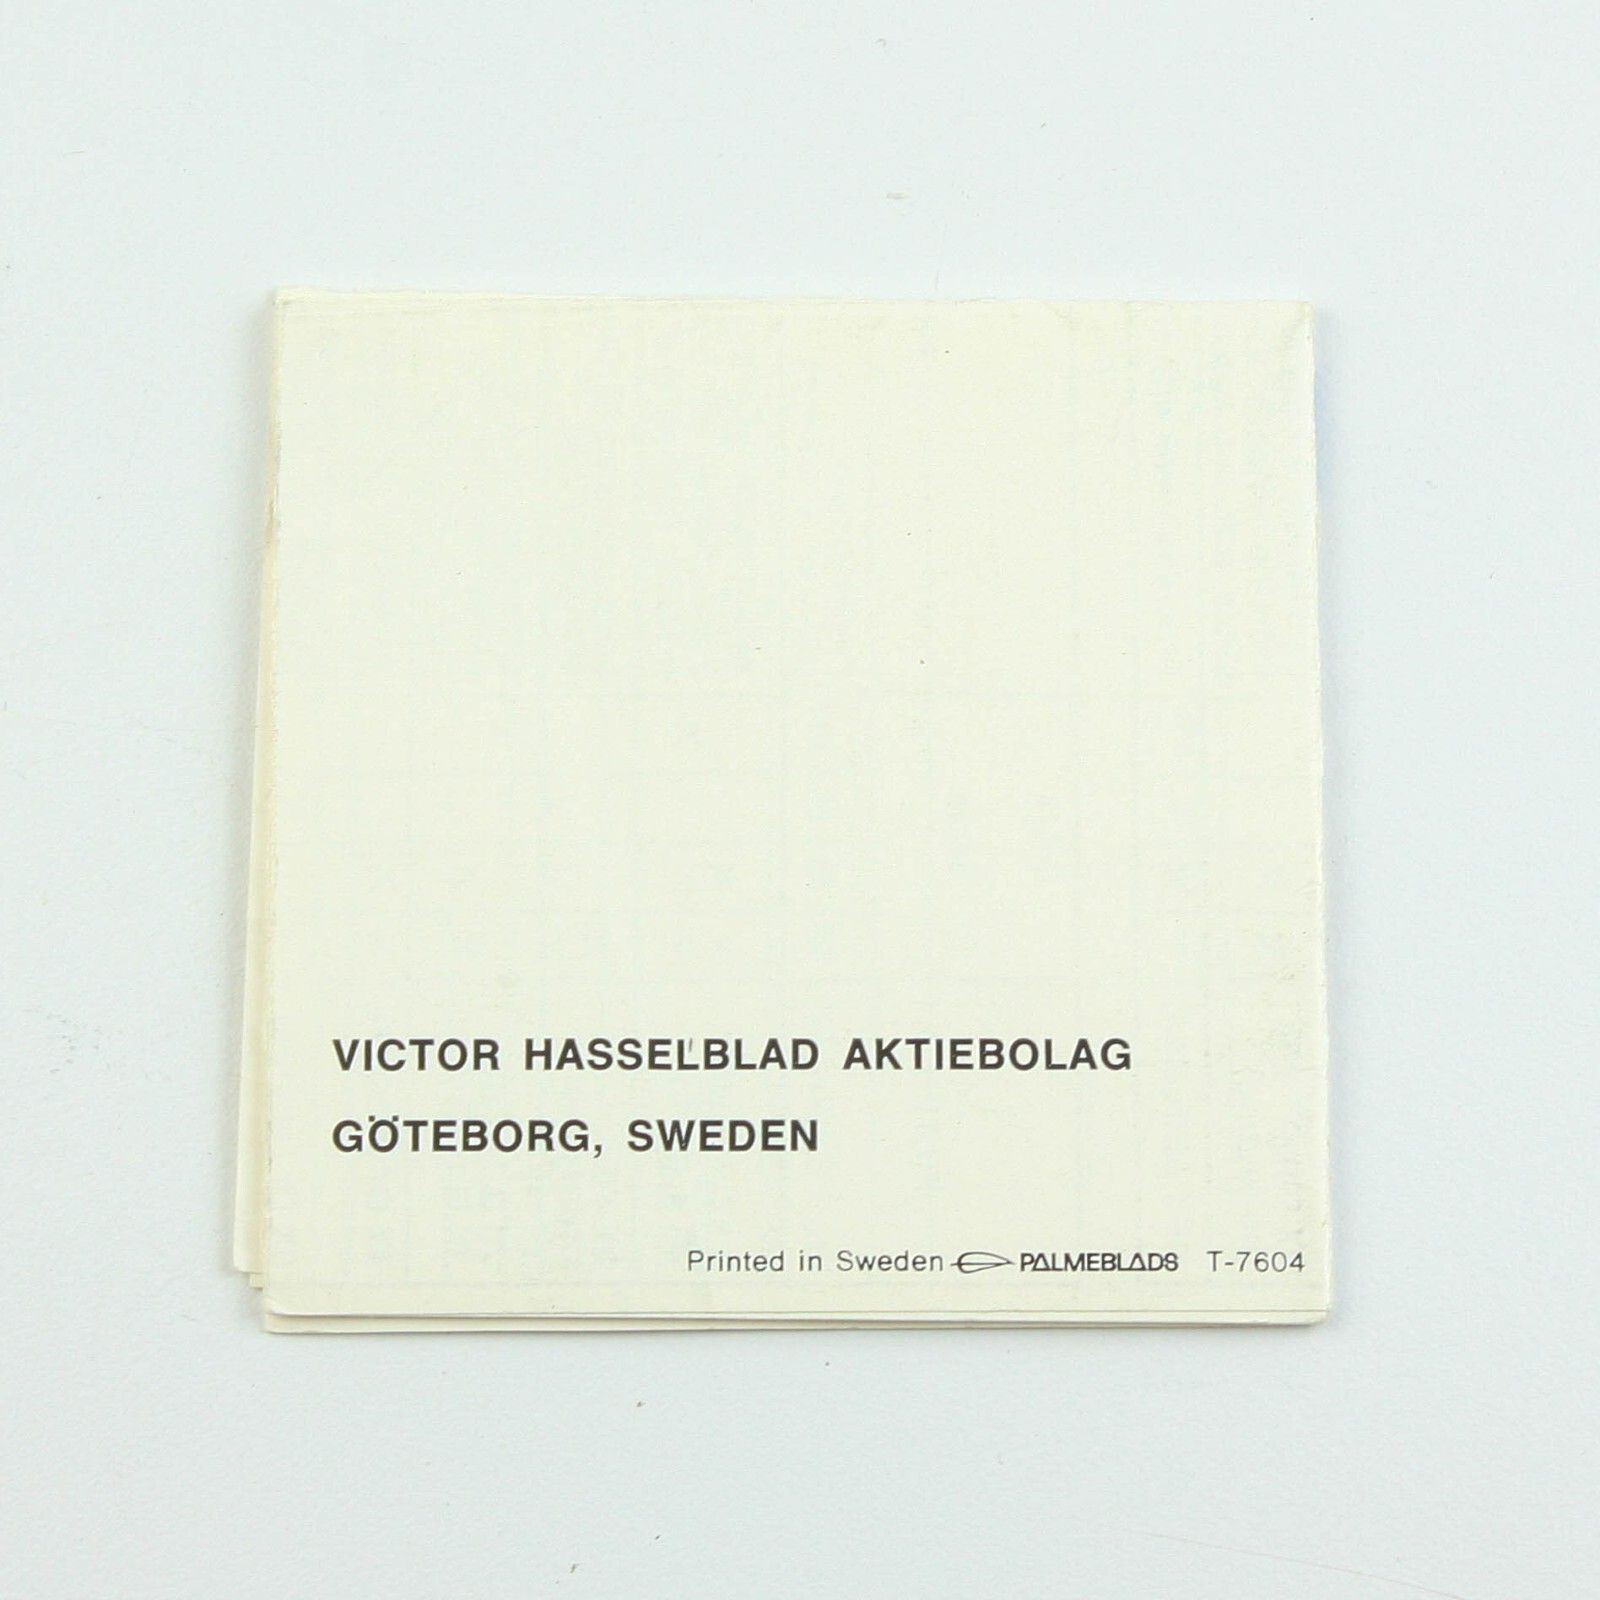 VICTOR HASSELBLAD AKTIEBOLAG
GÖTEBORG, SWEDEN
Printed in Sweden PALMEBLADS T-7604